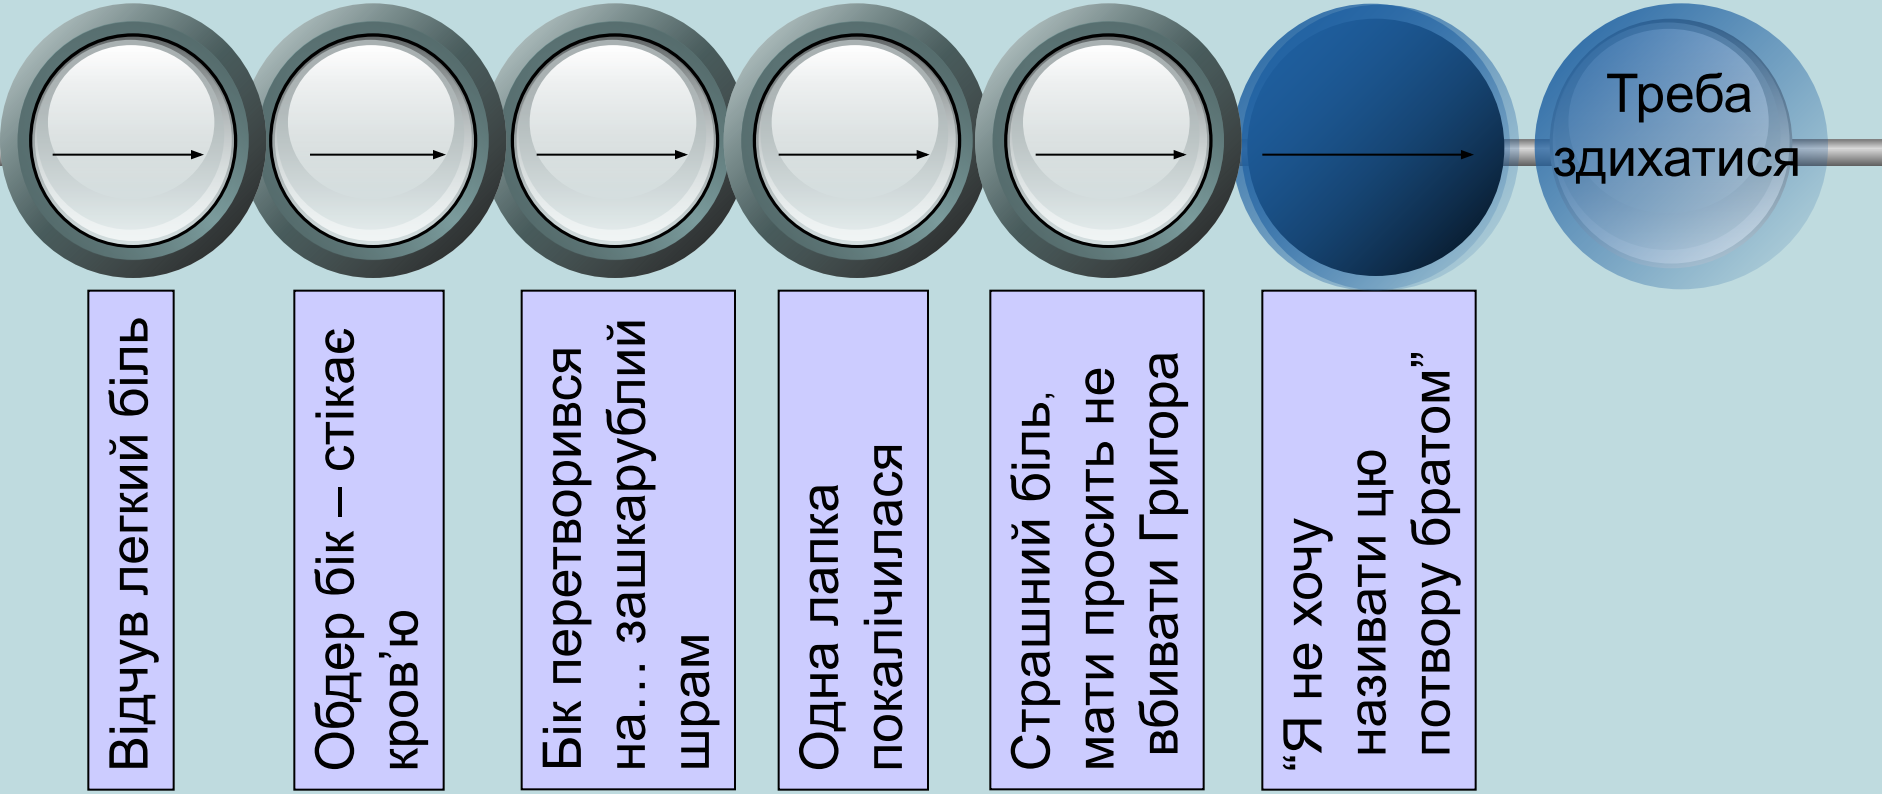 Відчув легкий біль
Обдер бік – стікає
кров’ю
Бік перетворився
на… зашкарублий
шрам
Одна лапка
покалічилася
Страшний біль,
мати просить не
вбивати Григора
“Я не хочу
називати цю
потвору братом”
Треба
здихатися